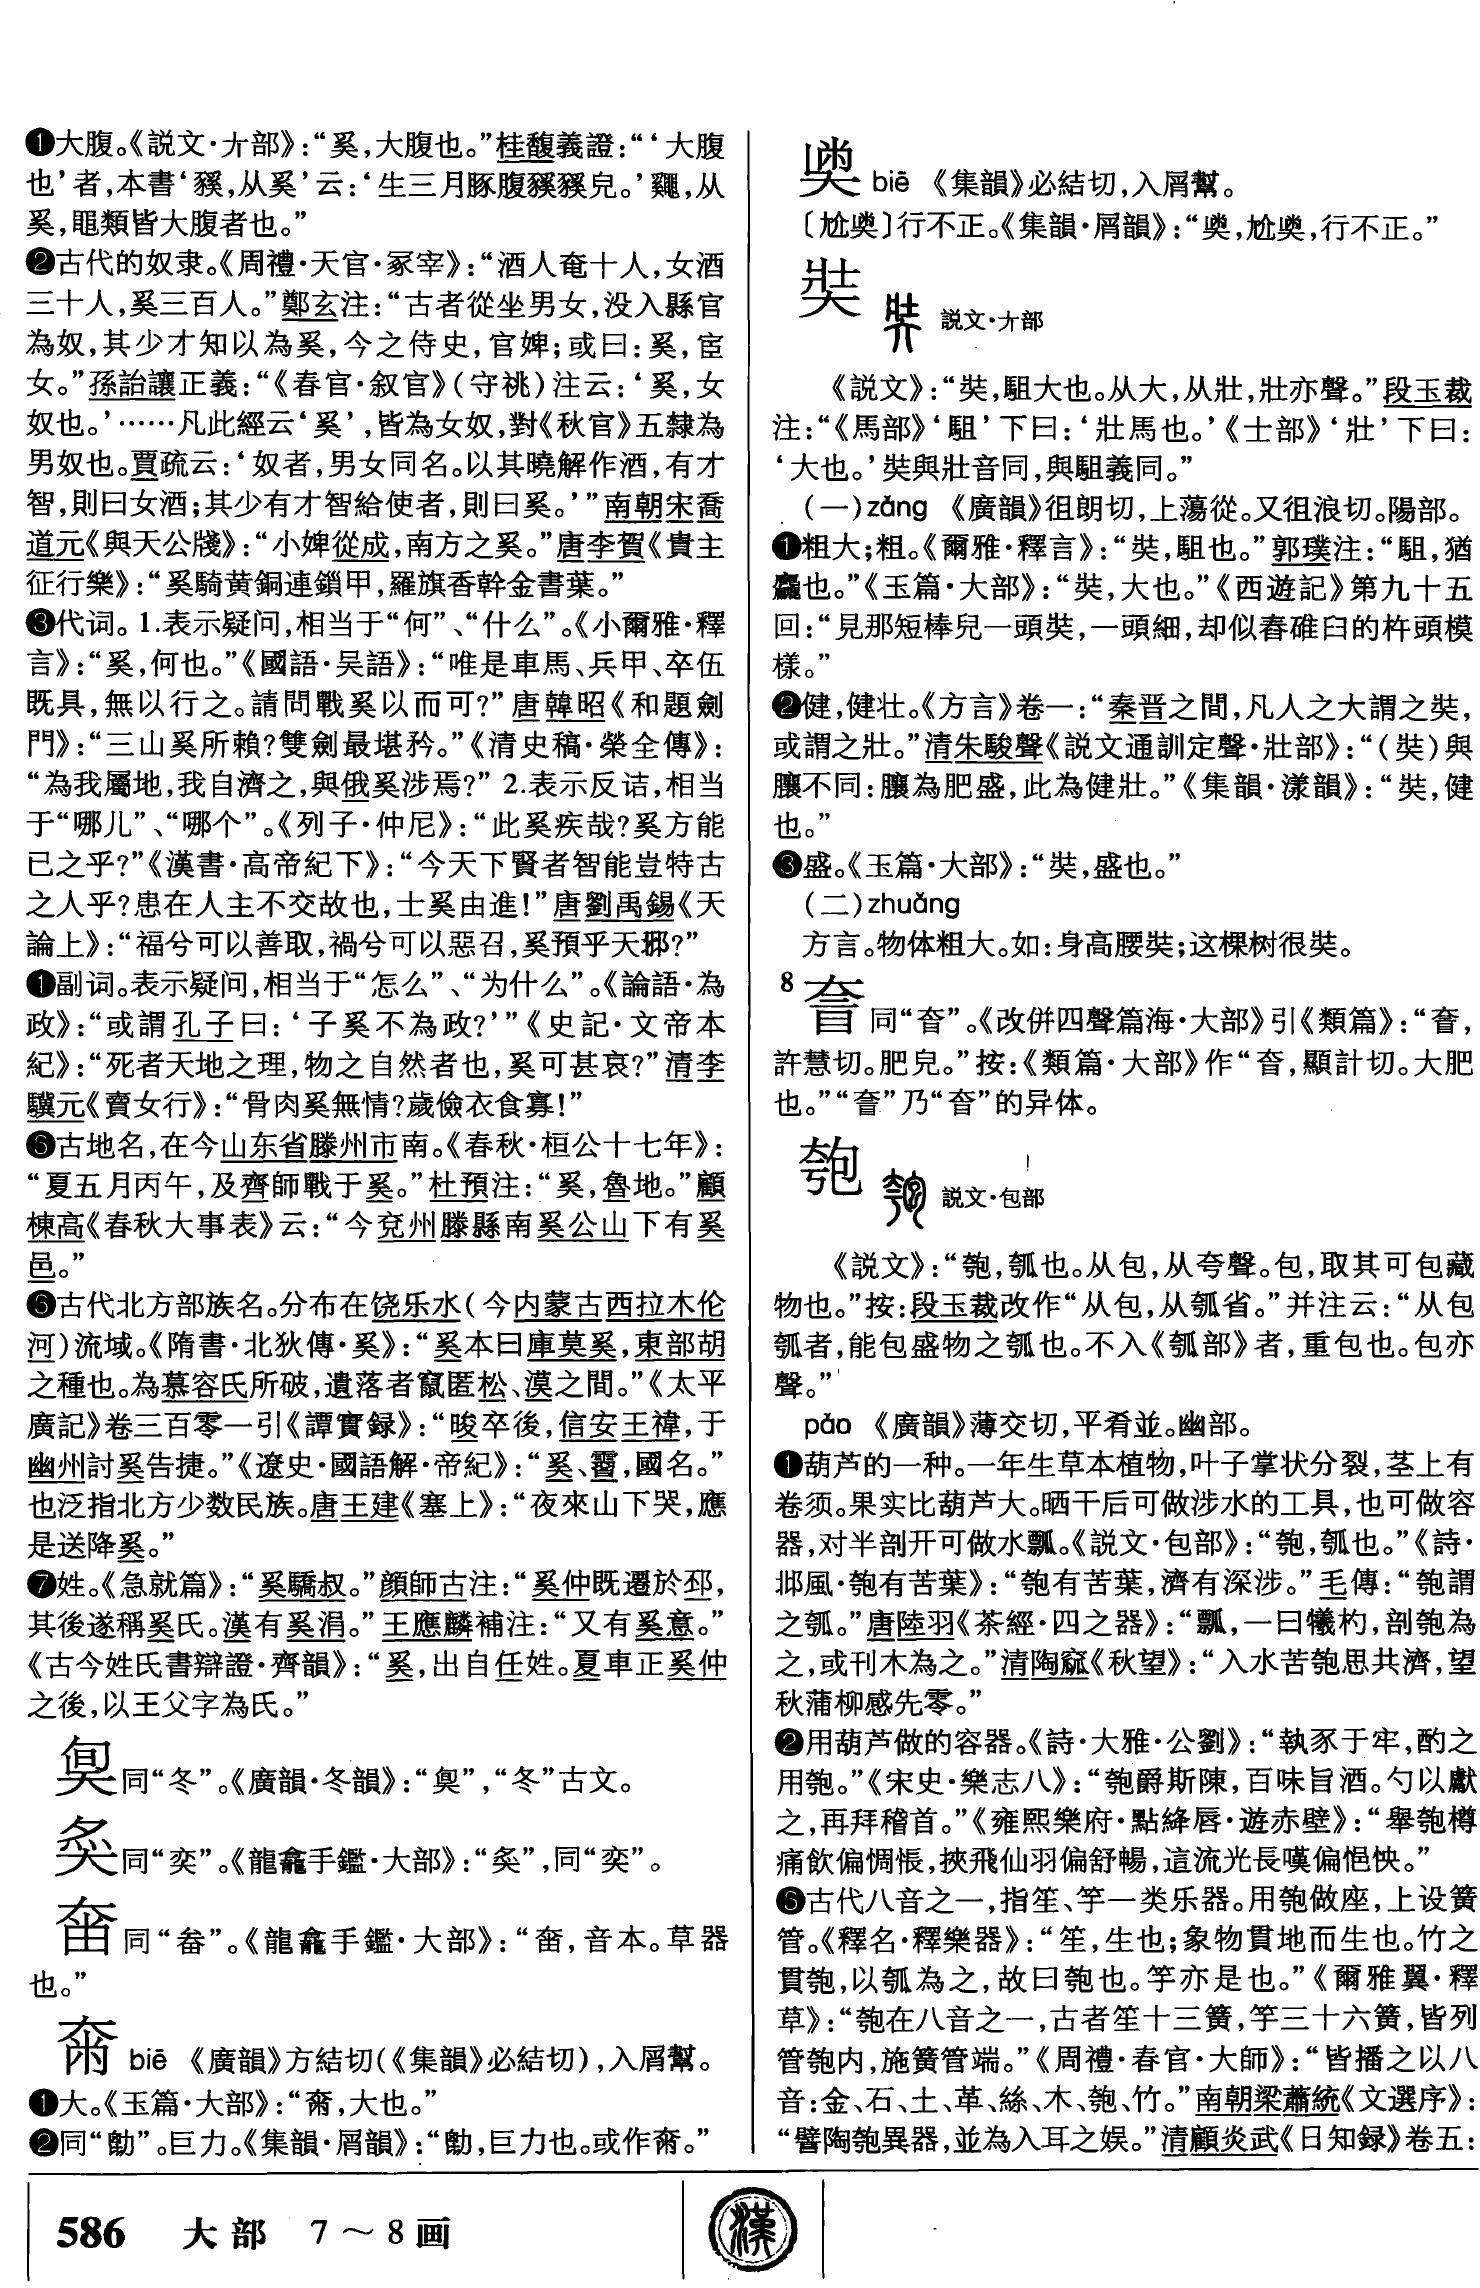 ❶大腹。《説文·亣部》：“奚，大腹也。”桂馥義證：“‘大腹
也’者，本書‘豯，从奚’云：‘生三月豚腹豯豯皃。’鼷，从
奚，黽類皆大腹者也。”
❷古代的奴隶。《周禮·天官·冢宰》：“酒人奄十人，女酒
三十人，奚三百人。”鄭玄注：“古者從坐男女，没入縣官
為奴，其少才知以為奚，今之侍史，官婢；或曰：奚，宦
女。”孫詒讓正義：“《春官·叙官》（守祧）注云：‘奚，女
奴也。’……凡此經云‘奚’，皆為女奴，對《秋官》五隸為
男奴也。賈疏云：‘奴者，男女同名。以其曉解作酒，有才
智，則曰女酒；其少有才智給使者，則曰奚。’”南朝宋喬
道元《與天公牋》：“小婢從成，南方之奚。”唐李賀《貴主
征行樂》：“奚騎黄銅連鎖甲，羅旗香幹金畫葉。”
❸代词。1.表示疑问，相当于“何”、“什么”。《小爾雅·釋
言》：“奚，何也。”《國語·吴語》：“唯是車馬、兵甲、卒伍
既具，無以行之。請問戰奚以而可？”唐韓昭《和題劍
門》：“三山奚所賴？雙劍最堪矜。”《清史稿·榮全傳》：
“為我屬地，我自濟之，與俄奚涉焉？”2.表示反诘，相当
于“哪儿”、“哪个”。《列子·仲尼》：“此奚疾哉？奚方能
已之乎？”《漢書·高帝紀下》：“今天下賢者智能豈特古
之人乎？患在人主不交故也，士奚由進！”唐劉禹錫《天
論上》：“福兮可以善取，禍兮可以惡召，奚預乎天邪？”
❹副词。表示疑问，相当于“怎么”、“为什么”。《論語·為
政》：“或謂孔子曰：‘子奚不為政？’”《史記·文帝本
紀》：“死者天地之理，物之自然者也，奚可甚哀？”清李
驥元《賣女行》：“骨肉奚無情？歲儉衣食寡！”
❺古地名，在今山东省滕州市南。《春秋·桓公十七年》：
“夏五月丙午，及齊師戰于奚。”杜預注：“奚，魯地。”顧
棟高《春秋大事表》云：“今兗州滕縣南奚公山下有奚
邑。”
❻古代北方部族名。分布在饶乐水（今内蒙古西拉木伦
河）流域。《隋書·北狄傳·奚》：“奚本曰庫莫奚，東部胡
之種也。為慕容氏所破，遺落者竄匿松、漠之間。”《太平
廣記》卷三百零一引《譚賓録》：“晙卒後，信安王禕，于
幽州討奚告捷。”《遼史·國語解·帝紀》：“奚、霫，國名。”
也泛指北方少数民族。唐王建《塞上》：“夜來山下哭，應
是送降奚。”
❼姓。《急就篇》：“奚驕叔。”顔師古注：“奚仲既遷於邳，
其後遂稱奚氏。漢有奚涓。”王應麟補注：“又有奚意。”
《古今姓氏書辯證·齊韻》：“奚，出自任姓。夏車正奚仲
之後，以王父字為氏。”
㚵同“冬”。《廣韻·冬韻》：“㚵”，“冬”古文。
同“奕”。《龍龕手鑑·大部》：“”，同“奕”。
畚同“畚”。《龍龕手鑑·大部》：“畚，音本。草器
也。”
㚰 biē 《廣韻》方結切（《集韻》必結切），入屑幫。
❶大。《玉篇·大部》：“㚰，大也。”
❷同“勫”。巨力。《集韻·屑韻》：“，巨力也。或作㚰。”
biē 《集韻》必結切，入屑幫。
〔尬〕行不正。《集韻·屑韻》：“，行不正。”
奘 説文·亣部
《説文》：“奘，駔大也。从大，从壯，壯亦聲。”段玉裁
注：“《馬部》‘駔’下曰：‘壯馬也。’《士部》‘壯’下曰：
‘大也。’奘與壯音同，與駔義同。”
（一）zǎng 《廣韻》徂朗切，上蕩從。又徂浪切。陽部。
❶粗大；粗。《爾雅·釋言》：“奘，駔也。”郭璞注：“駔，猶
麤也。”《玉篇·大部》：“奘，大也。”《西遊記》第九十五
回：“見那短棒兒一頭奘，一頭細，却似舂碓臼的杵頭模
樣。”
❷健，健壮。《方言》卷一：“秦晋之間，凡人之大謂之奘，
或謂之壯。”清朱駿聲《説文通訓定聲·壯部》：“（奘）與
驤不同：驤為肥盛，此為健壯。”《集韻·漾韻》：“奘，健
也。”
❸盛。《玉篇·大部》：“奘，盛也。”
（二）zhuǎng
方言。物体粗大。如：身高腰奘；这棵树很奘。
8
同“㚜”。《改併四聲篇海·大部》引《類篇》：“，
許慧切。肥皃。”按：《類篇·大部》作“，顯計切。大肥
也。”“”乃“”的异体。
匏 説文·包部
《説文》：“匏，瓠也。从包，从夸聲。包，取其可包藏
物也。”按：段玉裁改作“从包，从瓠省。”并注云：“从包
瓠者，能包盛物之瓠也。不入《瓠部》者，重包也。包亦
聲。”
páo 《廣韻》薄交切，平肴並。幽部。
❶葫芦的一种。一年生草本植物，叶子掌状分裂，茎上有
卷须。果实比葫芦大。晒干后可做涉水的工具，也可做容
器，对半剖开可做水瓢。《説文·包部》：“匏，瓠也。”《詩·
邶風·匏有苦葉》：“匏有苦葉，濟有深涉。”毛傳：“匏謂
之瓠。”唐陸羽《茶經·四之器》：“瓢，一曰犧杓，剖匏為
之，或刊木為之。”清陶窳《秋望》：“入水苦匏思共濟，望
秋蒲柳感先零。”
❷用葫芦做的容器。《詩·大雅·公劉》：“執豕于牢，酌之
用匏。”《宋史·樂志八》：“匏爵斯陳，百味旨酒。勺以獻
之，再拜稽首。”《雍熙樂府·點絳唇·遊赤壁》：“舉匏樽
痛飲偏惆悵，挾飛仙羽偏舒暢，這流光長嘆偏悒怏。”
❸古代八音之一，指笙、竽一类乐器。用匏做座，上设簧
管。《釋名·釋樂器》：“笙，生也；象物貫地而生也。竹之
貫匏，以瓠為之，故曰匏也。竽亦是也。”《爾雅翼·釋
草》：“匏在八音之一，古者笙十三簧，竽三十六簧，皆列
管匏内，施簧管端。”《周禮·春官·大師》：“皆播之以八
音：金、石、土、革、絲、木、匏、竹。”南朝梁蕭統《文選序》：
“譬陶匏異器，並為入耳之娱。”清顧炎武《日知録》卷五：
586 大部 7～8画
漢